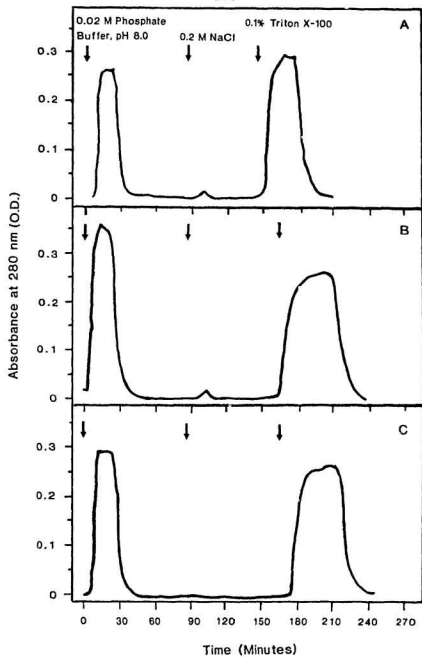 0.02 M Phosphate
Buffer, pH 8.0
0.2 M NaCl
0.1% Triton X-100
A
0.3
0.2
0.1
0
B
0.3
0.2
0.1
0
C
0.3
0.2
0.1
0
Absorbance at 280 nm (O.D.)
0 30 60 90 120 150 180 210 240 270
Time (Minutes)